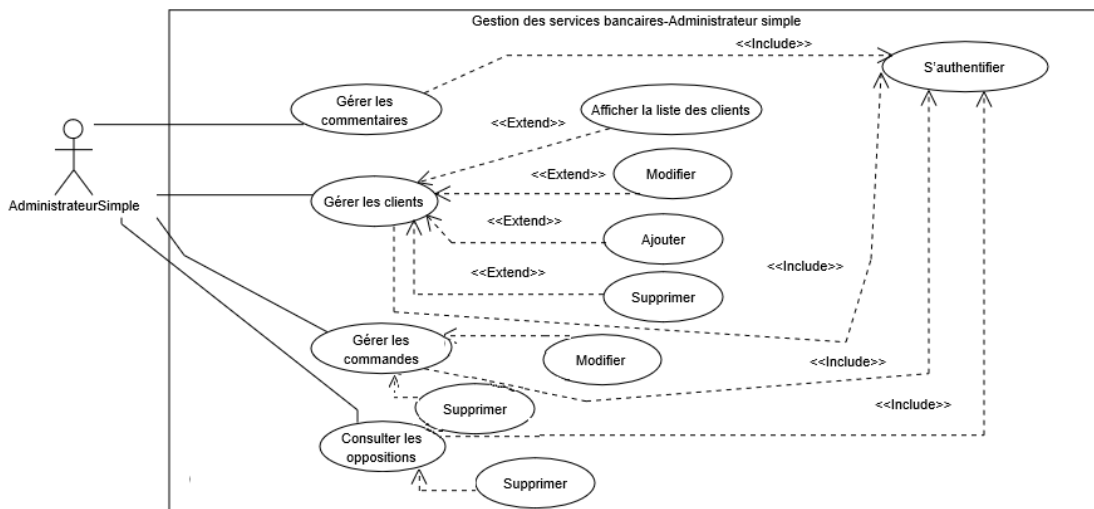 Gestion des services bancaires-Administrateur simple
<<Include>>
S'authentifier
Gérer les
commentaires
Afficher la liste des clients
<<Extend>>
Modifier
<<Extend>>
AdministrateurSimple
Gérer les clients
<<Extend>>
Ajouter
<<Extend>>
<<Include>>
Supprimer
Gérer les
commandes
Modifier
<<Include>>
Supprimer
<<Include>>
Consulter les
oppositions
Supprimer